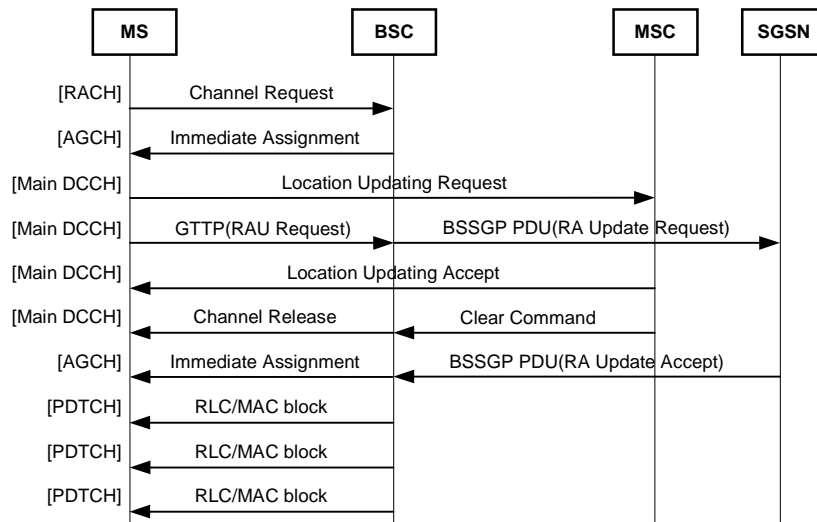 MS BSC MSC SGSN
[RACH] Channel Request
[AGCH] Immediate Assignment
[Main DCCH] Location Updating Request
[Main DCCH] GTTP(RAU Request) BSSGP PDU(RA Update Request)
[Main DCCH] Location Updating Accept
[Main DCCH] Channel Release Clear Command
[AGCH] Immediate Assignment BSSGP PDU(RA Update Accept)
[PDTCH] RLC/MAC block
[PDTCH] RLC/MAC block
[PDTCH] RLC/MAC block